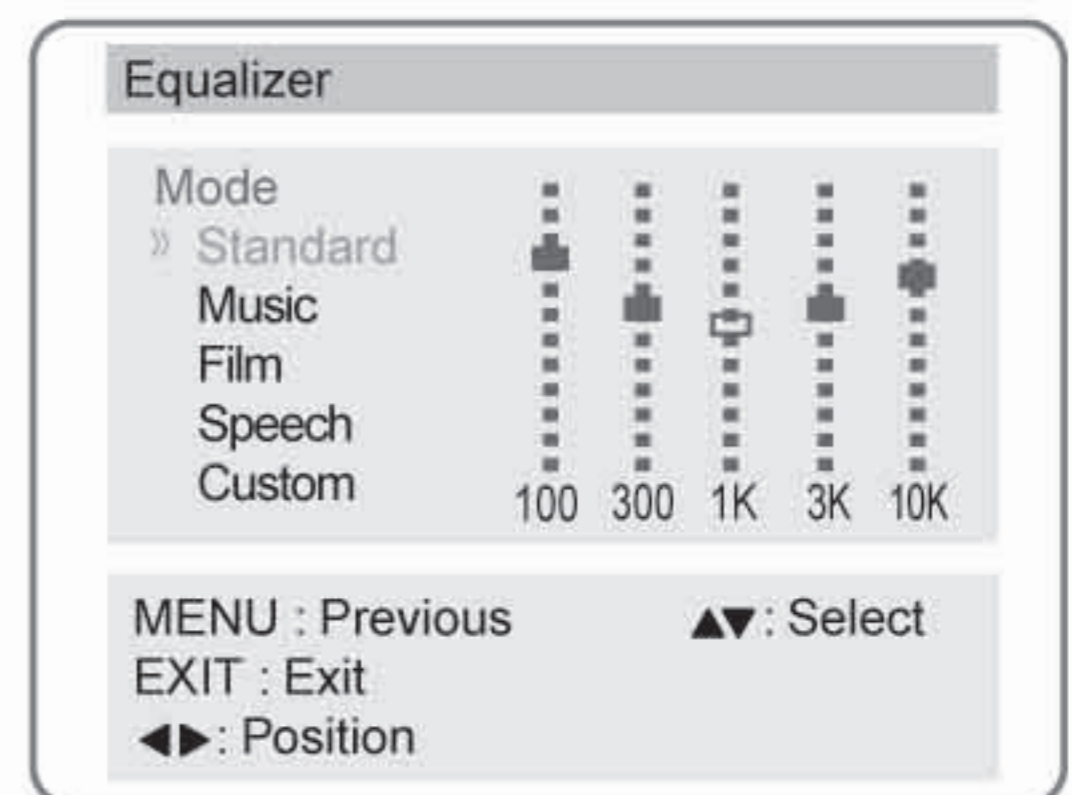 Equalizer
Mode
» Standard
Music
Film
Speech
Custom
100 300 1K 3K 10K
MENU : Previous ▲▼ : Select
EXIT : Exit
◀▶ : Position